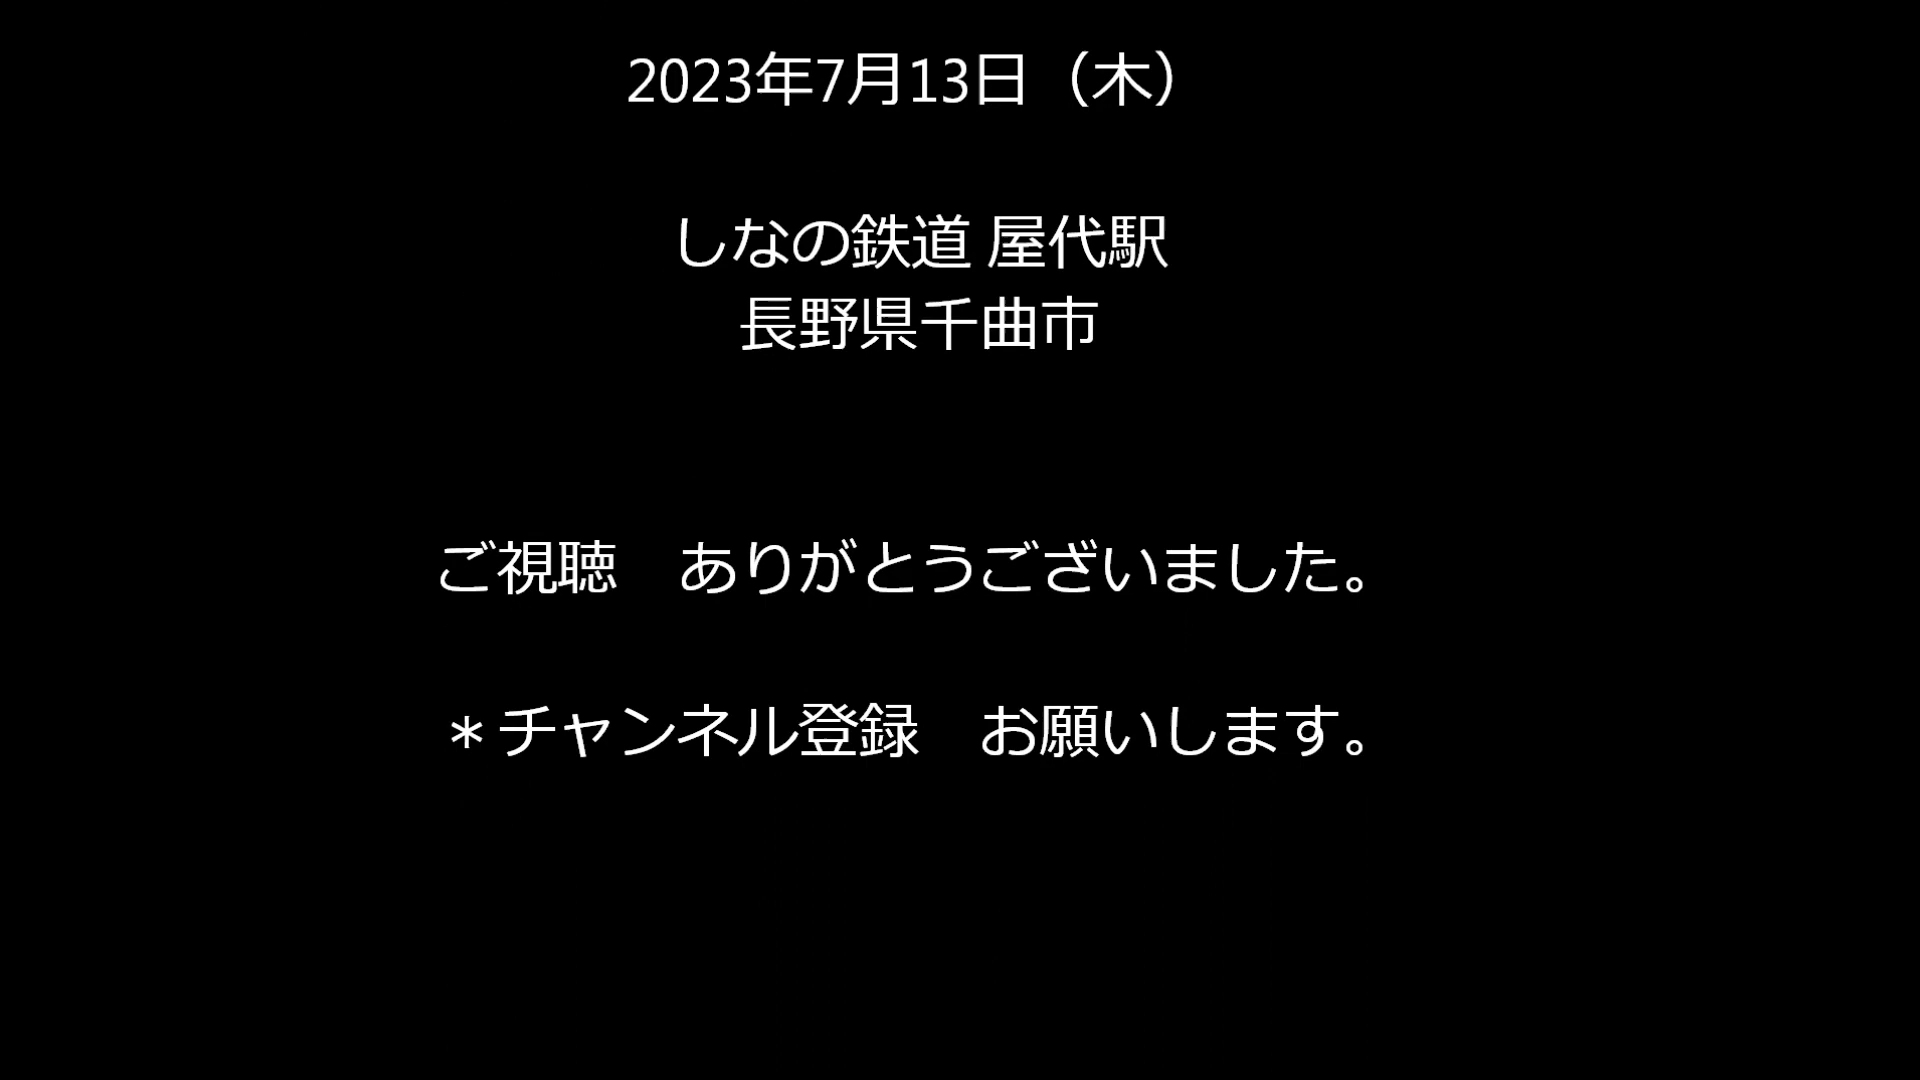 2023年7月13日（木）
しなの鉄道 屋代駅
長野県千曲市
ご視聴　ありがとうございました。
＊チャンネル登録　お願いします。